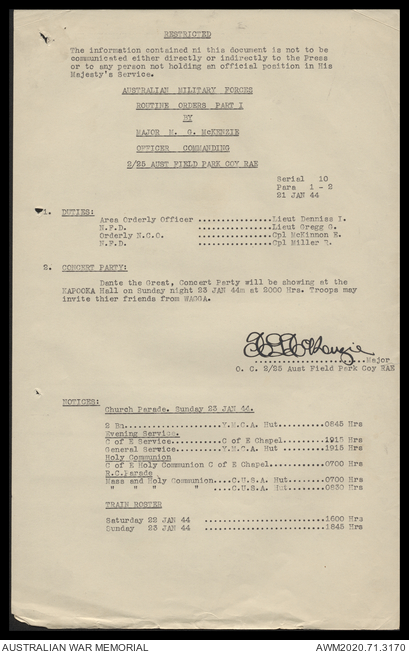 RESTRICTED
The information contained ni this document is not to be
communicated either directly or indirectly to the Press
or to any person not holding an official position in His
Majesty's Service.
AUSTRALIAN MILITARY FORCES
ROUTINE ORDERS PART I
BY
MAJOR N. G. McKENZIE
OFFICER COMMANDING
2/25 AUST FIELD PARK COY RAE
Serial 10
Para 1 - 2
21 JAN 44
1. DUTIES:
Area Orderly Officer ................Lieut Denniss I.
N.F.D. ................Lieut Gregg G.
Orderly N.C.O. ................Cpl McKinnon E.
N.F.D. ................Cpl Miller R.
2. CONCERT PARTY:
Dante the Great, Concert Party will be showing at the
KAPOOKA Hall on Sunday night 23 JAN 44m at 2000 Hrs. Troops may
invite thier friends from WAGGA.
McKenzie
........................Major
O. C. 2/25 Aust Field Park Coy RAE
NOTICES:
Church Parade. Sunday 23 JAN 44.
2 Bn....................Y.M.C.A. Hut.........0845 Hrs
Evening Service.
C of E Service..........C of E Chapel........1915 Hrs
General Service.........Y.M.C.A. Hut ........1915 Hrs
Holy Communion
C of E Holy Communion C of E Chapel..........0700 Hrs
R.C.Parade
Mass and Holy Communion....C.U.S.A. Hut.......0700 Hrs
" " " " ....C.U.S.A. Hut.......0830 Hrs
TRAIN ROSTER
Saturday 22 JAN 44 .........................1600 Hrs
Sunday 23 JAN 44 .........................1845 Hrs
AUSTRALIAN WAR MEMORIAL
AWM2020.71.3170